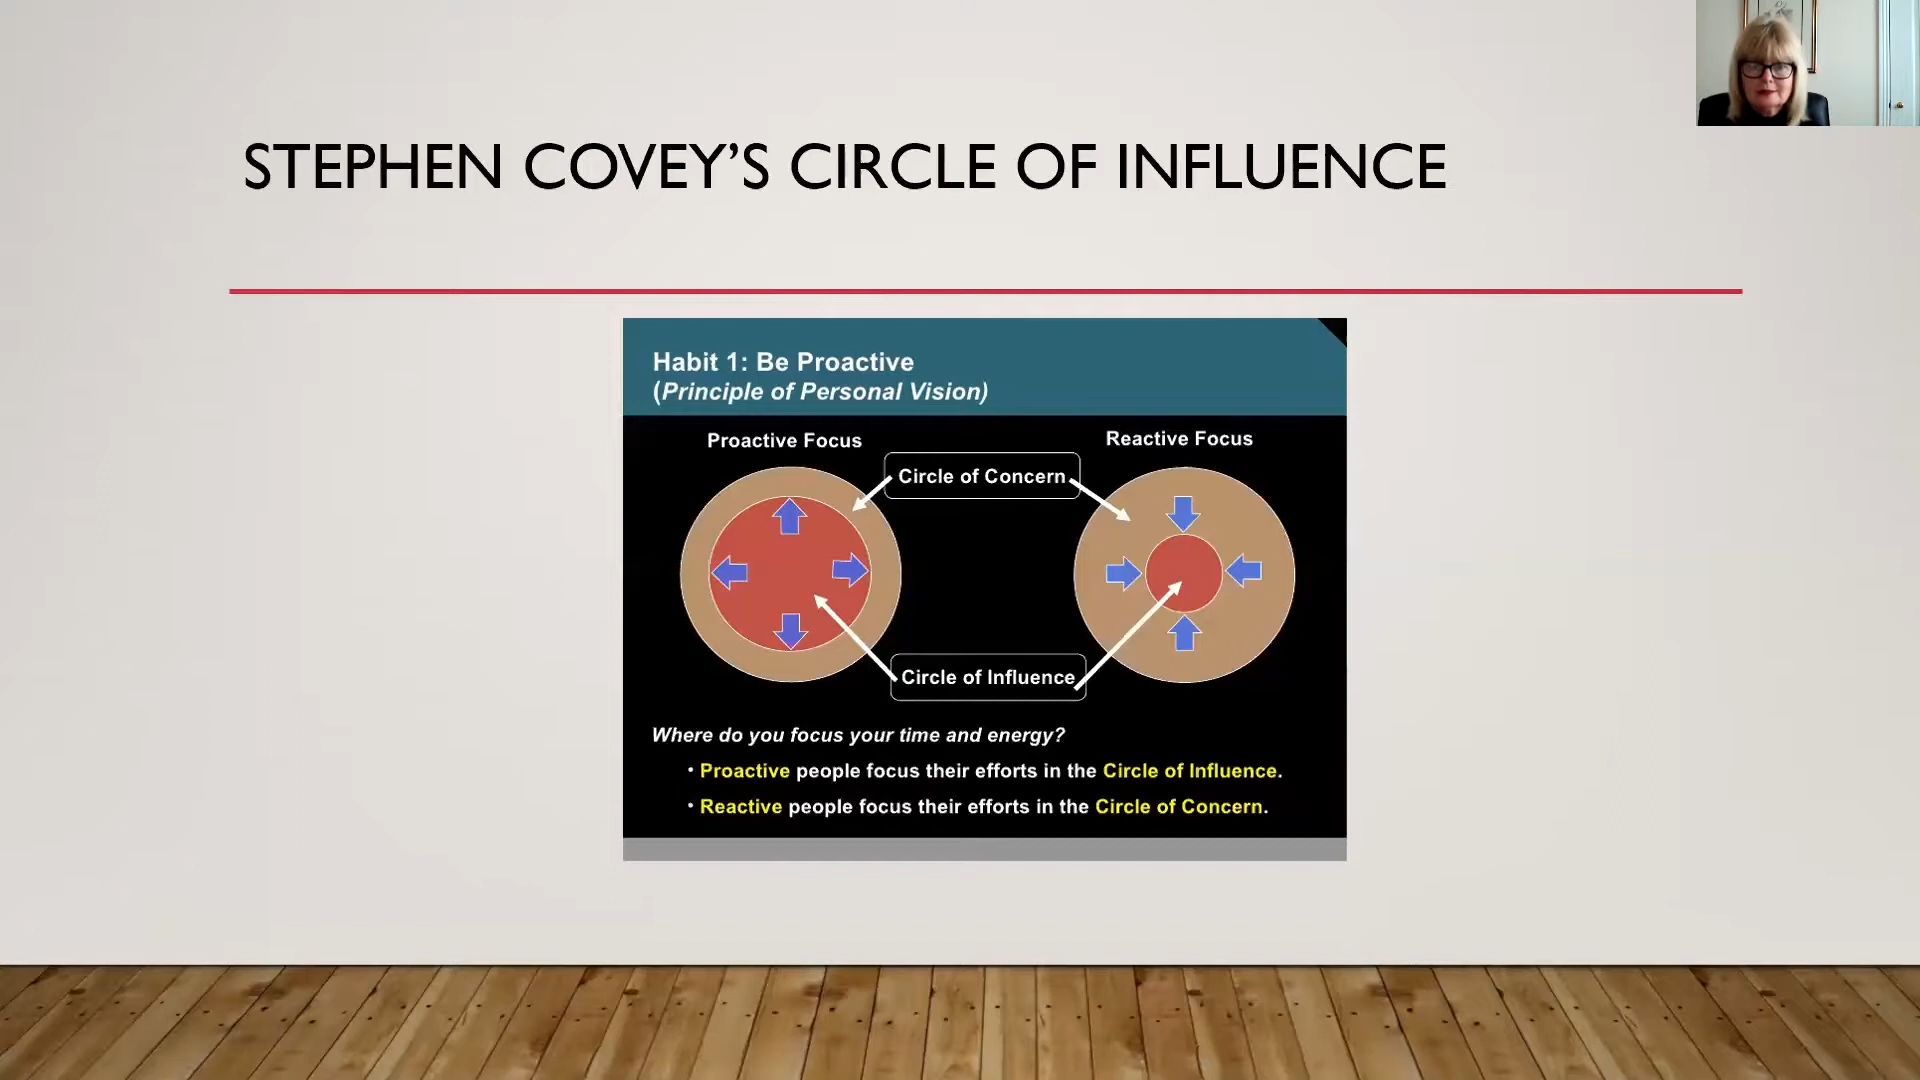 STEPHEN COVEY’S CIRCLE OF INFLUENCE
Habit 1: Be Proactive
(Principle of Personal Vision)
Proactive Focus
Reactive Focus
Circle of Concern
Circle of Influence
Where do you focus your time and energy?
• Proactive people focus their efforts in the Circle of Influence.
• Reactive people focus their efforts in the Circle of Concern.